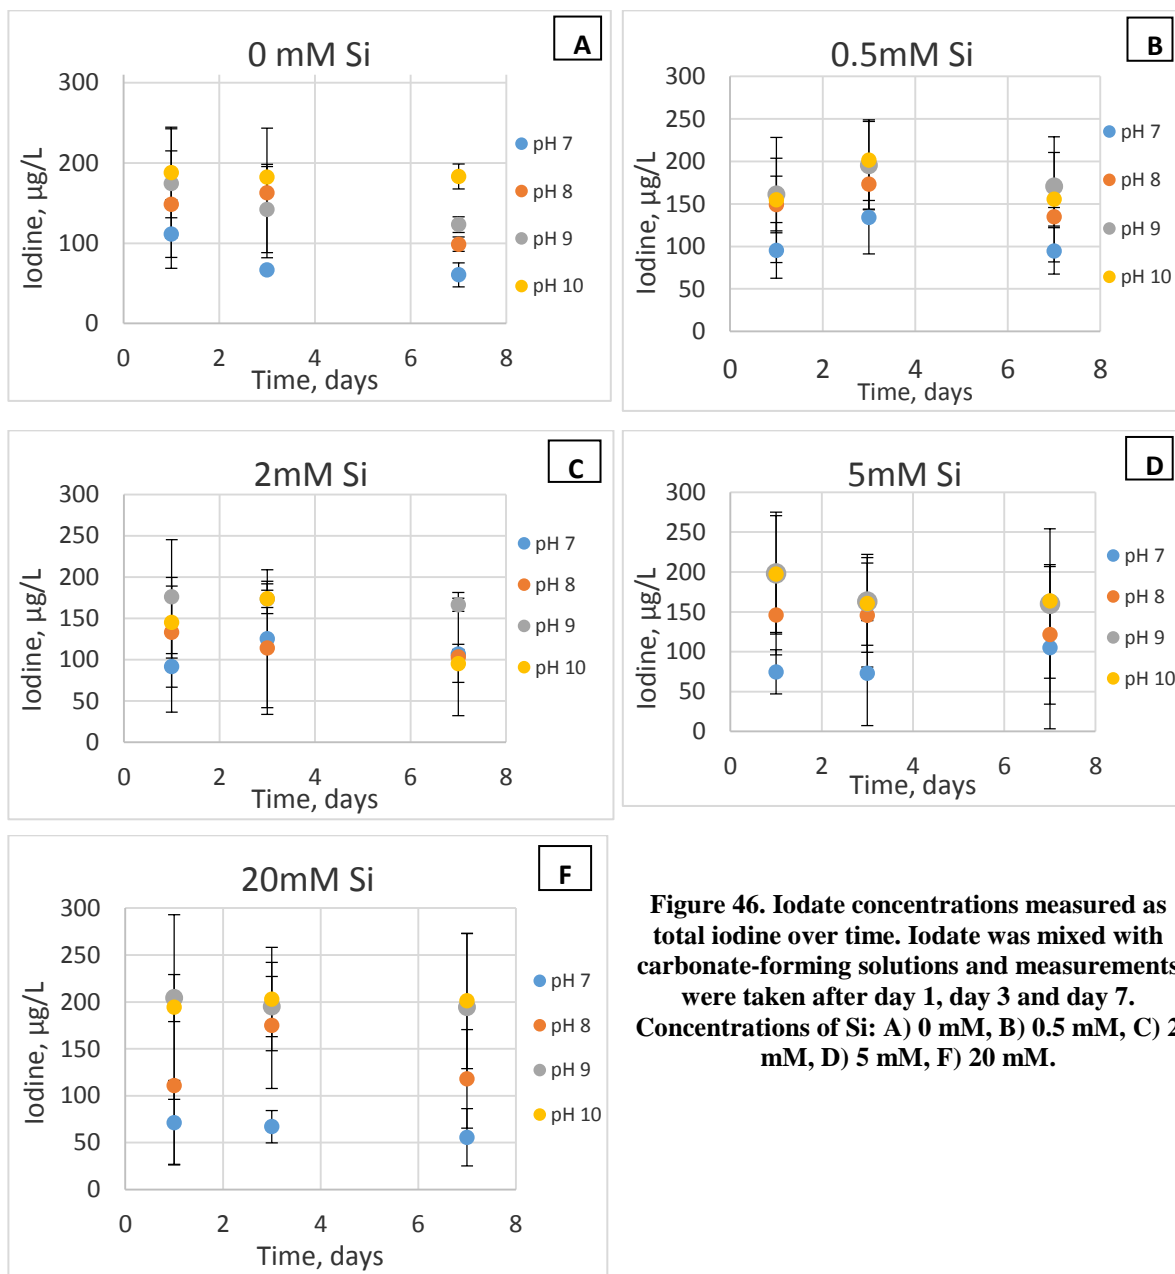 A
0 mM Si
300
200
100
0
0 2 4 6 8
Iodine, µg/L
Time, days
pH 7
pH 8
pH 9
pH 10
B
0.5mM Si
300
250
200
150
100
50
0
0 2 4 6 8
Iodine, µg/L
Time, days
pH 7
pH 8
pH 9
pH 10
C
2mM Si
300
250
200
150
100
50
0
0 2 4 6 8
Iodine, µg/L
Time, days
pH 7
pH 8
pH 9
pH 10
D
5mM Si
300
250
200
150
100
50
0
0 2 4 6 8
Iodine, µg/L
Time, days
pH 7
pH 8
pH 9
pH 10
F
20mM Si
300
250
200
150
100
50
0
0 2 4 6 8
Iodine, µg/L
Time, days
pH 7
pH 8
pH 9
pH 10
Figure 46. Iodate concentrations measured as
total iodine over time. Iodate was mixed with
carbonate-forming solutions and measurements
were taken after day 1, day 3 and day 7.
Concentrations of Si: A) 0 mM, B) 0.5 mM, C) 2
mM, D) 5 mM, F) 20 mM.